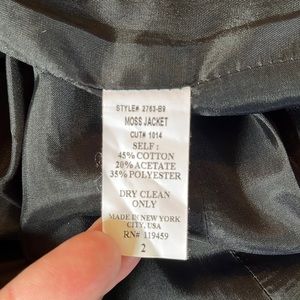 STYLE# 2763-B9
MOSS JACKET
CUT# 1014
SELF:
45% COTTON
20% ACETATE
35% POLYESTER
DRY CLEAN
ONLY
MADE IN NEW YORK
CITY, USA
RN# 119459
2